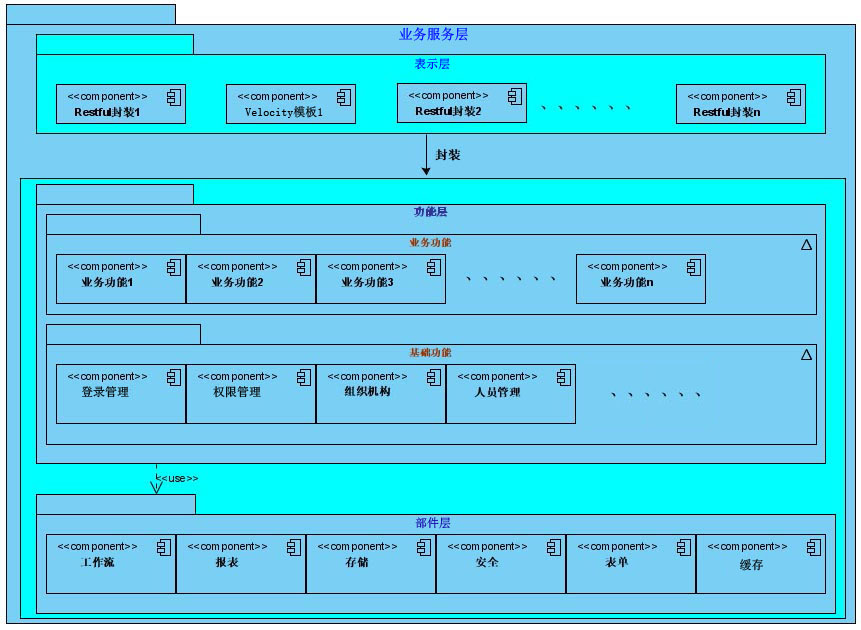 业务服务层
表示层
<<component>>
Restful封装1
<<component>>
Velocity模板1
<<component>>
Restful封装2
、、、、、、
<<component>>
Restful封装n
封装
功能层
业务功能
<<component>>
业务功能1
<<component>>
业务功能2
<<component>>
业务功能3
、、、、、、
<<component>>
业务功能n
基础功能
<<component>>
登录管理
<<component>>
权限管理
<<component>>
组织机构
<<component>>
人员管理
、、、、、、
<<use>>
部件层
<<component>>
工作流
<<component>>
报表
<<component>>
存储
<<component>>
安全
<<component>>
表单
<<component>>
缓存